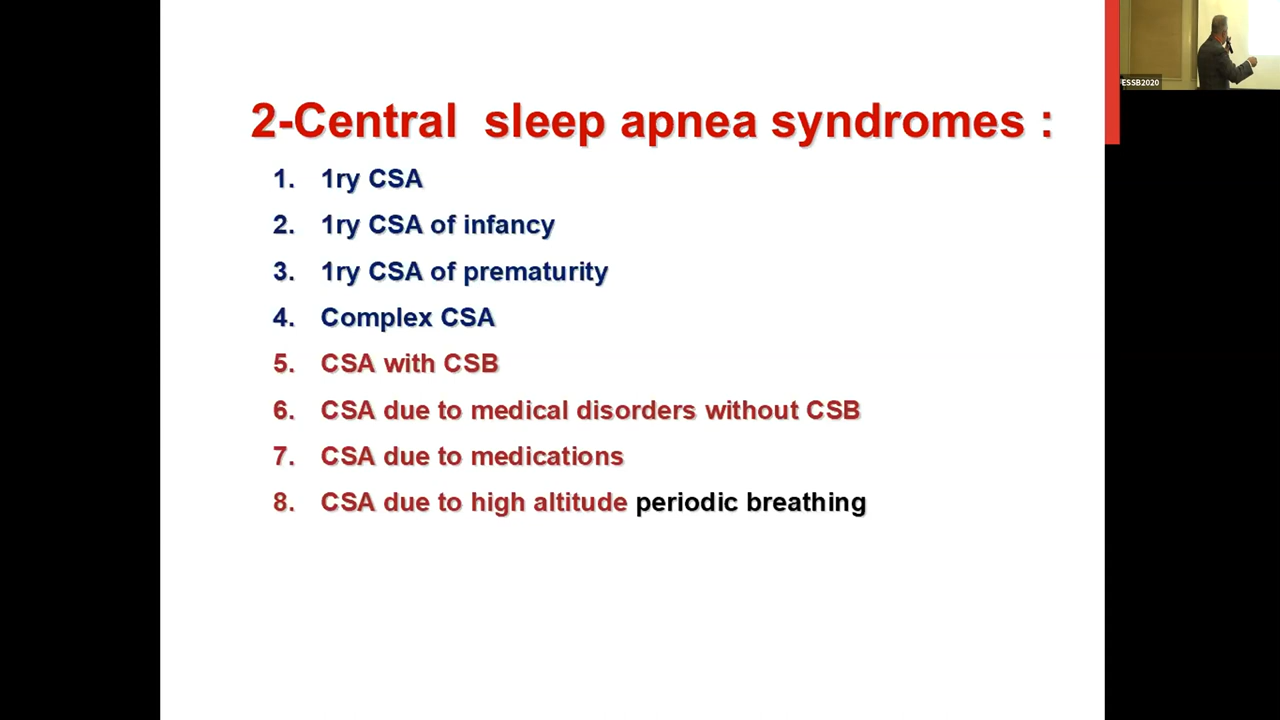 2-Central sleep apnea syndromes :
1. 1ry CSA
2. 1ry CSA of infancy
3. 1ry CSA of prematurity
4. Complex CSA
5. CSA with CSB
6. CSA due to medical disorders without CSB
7. CSA due to medications
8. CSA due to high altitude periodic breathing
ESSB2020